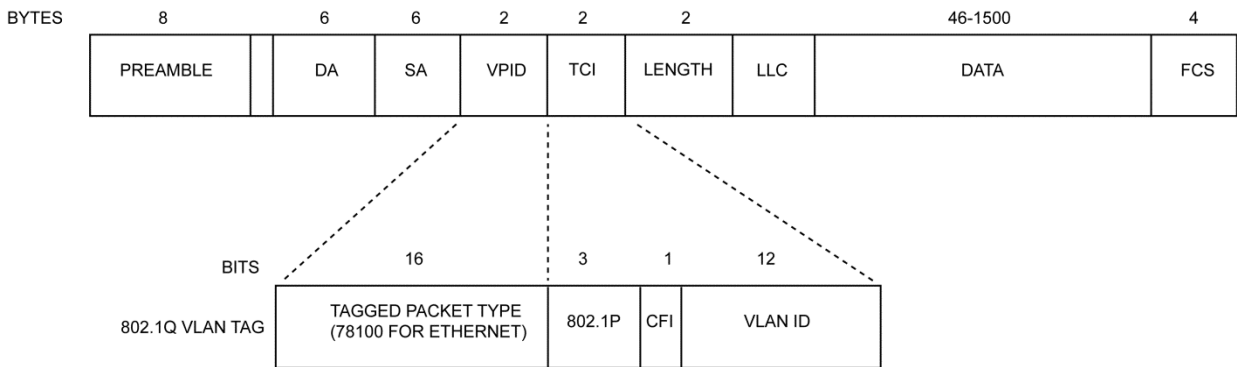 BYTES 8 6 6 2 2 2 46-1500 4
PREAMBLE DA SA VPID TCI LENGTH LLC DATA FCS
BITS 16 3 1 12
802.1Q VLAN TAG
TAGGED PACKET TYPE
(78100 FOR ETHERNET)
802.1P CFI VLAN ID